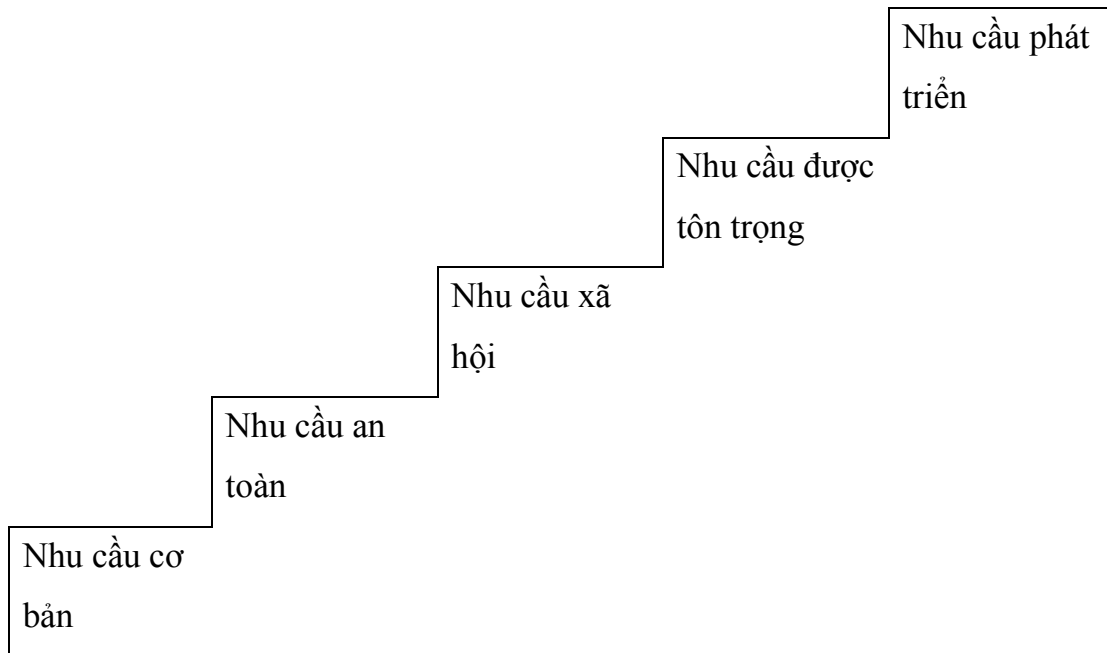 Nhu cầu phát
triển
Nhu cầu được
tôn trọng
Nhu cầu xã
hội
Nhu cầu an
toàn
Nhu cầu cơ
bản